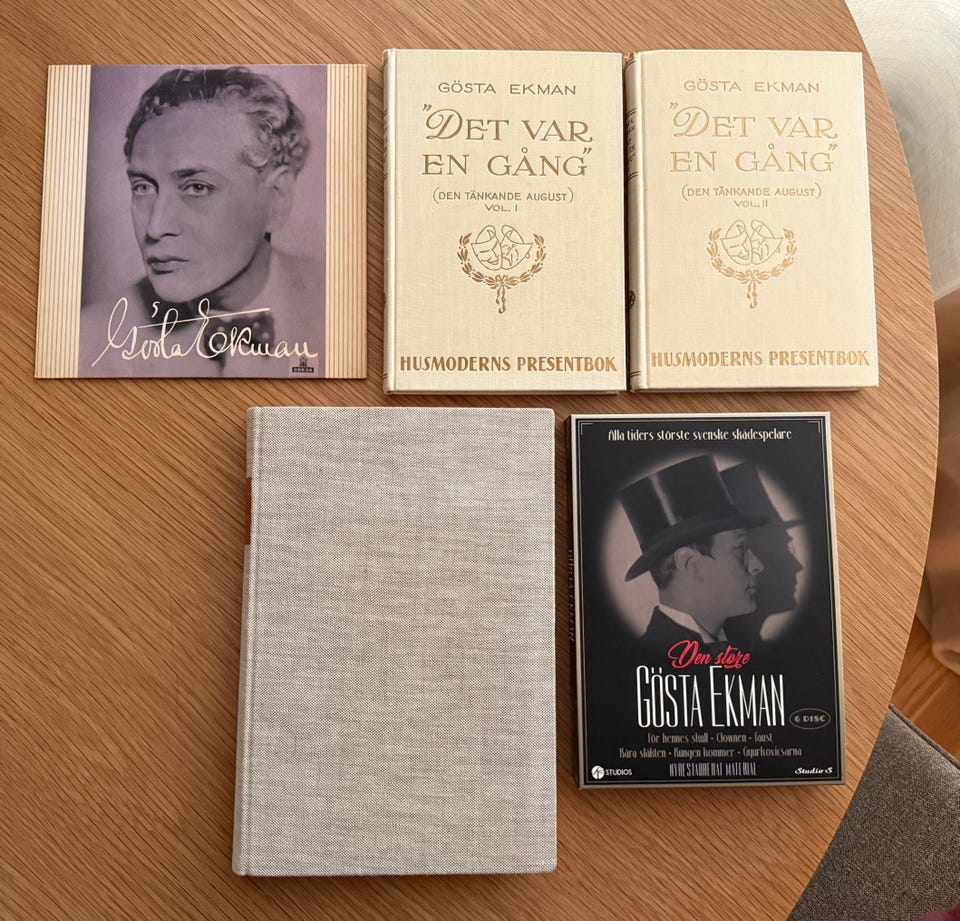 Gösta Ekman
ODEON
GÖSTA EKMAN
"DET VAR
EN GÅNG"
(DEN TÄNKANDE AUGUST)
VOL. I
HUSMODERNS PRESENTBOK
GÖSTA EKMAN
"DET VAR
EN GÅNG"
(DEN TÄNKANDE AUGUST)
VOL. II
HUSMODERNS PRESENTBOK
Alla tiders störste svenske skådespelare
Den store
GÖSTA EKMAN
6 DISC
För hennes skull · Clownen · Faust
Kära släkten · Kungen kommer · Gyurkovicsarna
NYRESTAURERAT MATERIAL
STUDIOS
Studio S